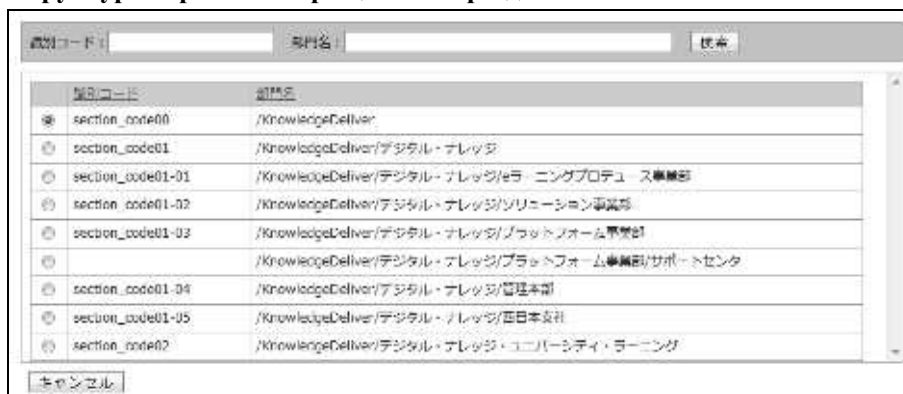 識別コード： 部門名： 検索
識別コード 部門名
section_code00 /KnowledgeDeliver
section_code01 /KnowledgeDeliver/デジタル・ナレッジ
section_code01-01 /KnowledgeDeliver/デジタル・ナレッジ/eラーニングプロデュース事業部
section_code01-02 /KnowledgeDeliver/デジタル・ナレッジ/ソリューション事業部
section_code01-03 /KnowledgeDeliver/デジタル・ナレッジ/プラットフォーム事業部
/KnowledgeDeliver/デジタル・ナレッジ/プラットフォーム事業部/サポートセンタ
section_code01-04 /KnowledgeDeliver/デジタル・ナレッジ/管理本部
section_code01-05 /KnowledgeDeliver/デジタル・ナレッジ/西日本支社
section_code02 /KnowledgeDeliver/デジタル・ナレッジ・ユニバーシティ・ラーニング
キャンセル